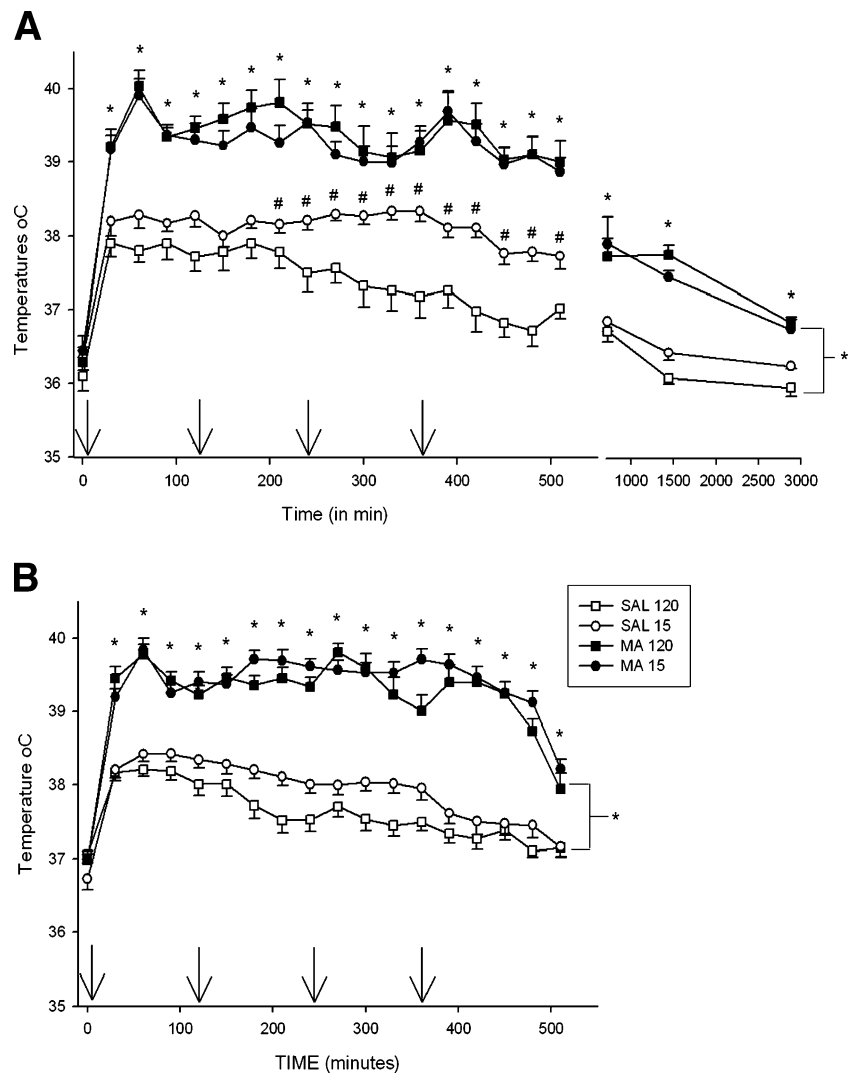 A
* * * * * * * * * * * * * * * * *
# # # # # # # # # # #
* * *
*
Temperatures oC
40
39
38
37
36
35
0 100 200 300 400 500 1000 1500 2000 2500 3000
Time (in min)
B
SAL 120
SAL 15
MA 120
MA 15
* * * * * * * * * * * * * * * * *
*
Temperature oC
40
39
38
37
36
35
0 100 200 300 400 500
TIME (minutes)